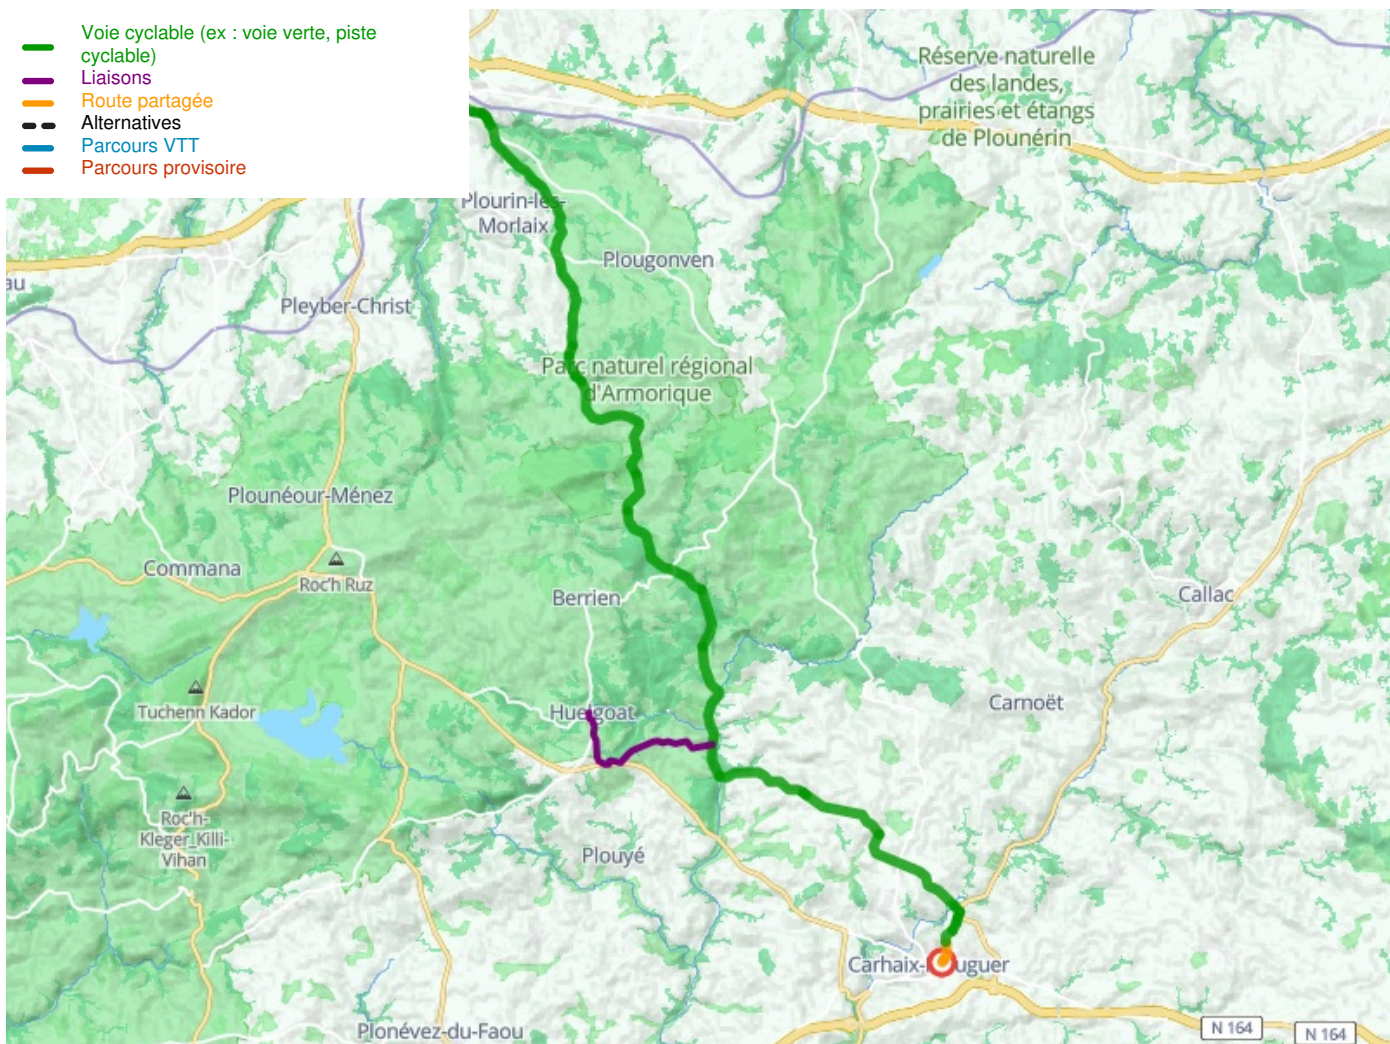 Voie cyclable (ex : voie verte, piste
cyclable)
Liaisons
Route partagée
Alternatives
Parcours VTT
Parcours provisoire
Réserve naturelle
des landes,
prairies et étangs
de Plounérin
Plourin-les-
Morlaix
Plougonven
au
Pleyber-Christ
Parc naturel régional
d'Armorique
Plounéour-Ménez
Commana
Roc'h Ruz
Berrien
Callac
Tuchenn Kador
Huelgoat
Carnoët
Roc'h-
Kleger_Killi-
Vihan
Plouyé
Carhaix-Plouguer
Plonévez-du-Faou
N 164
N 164